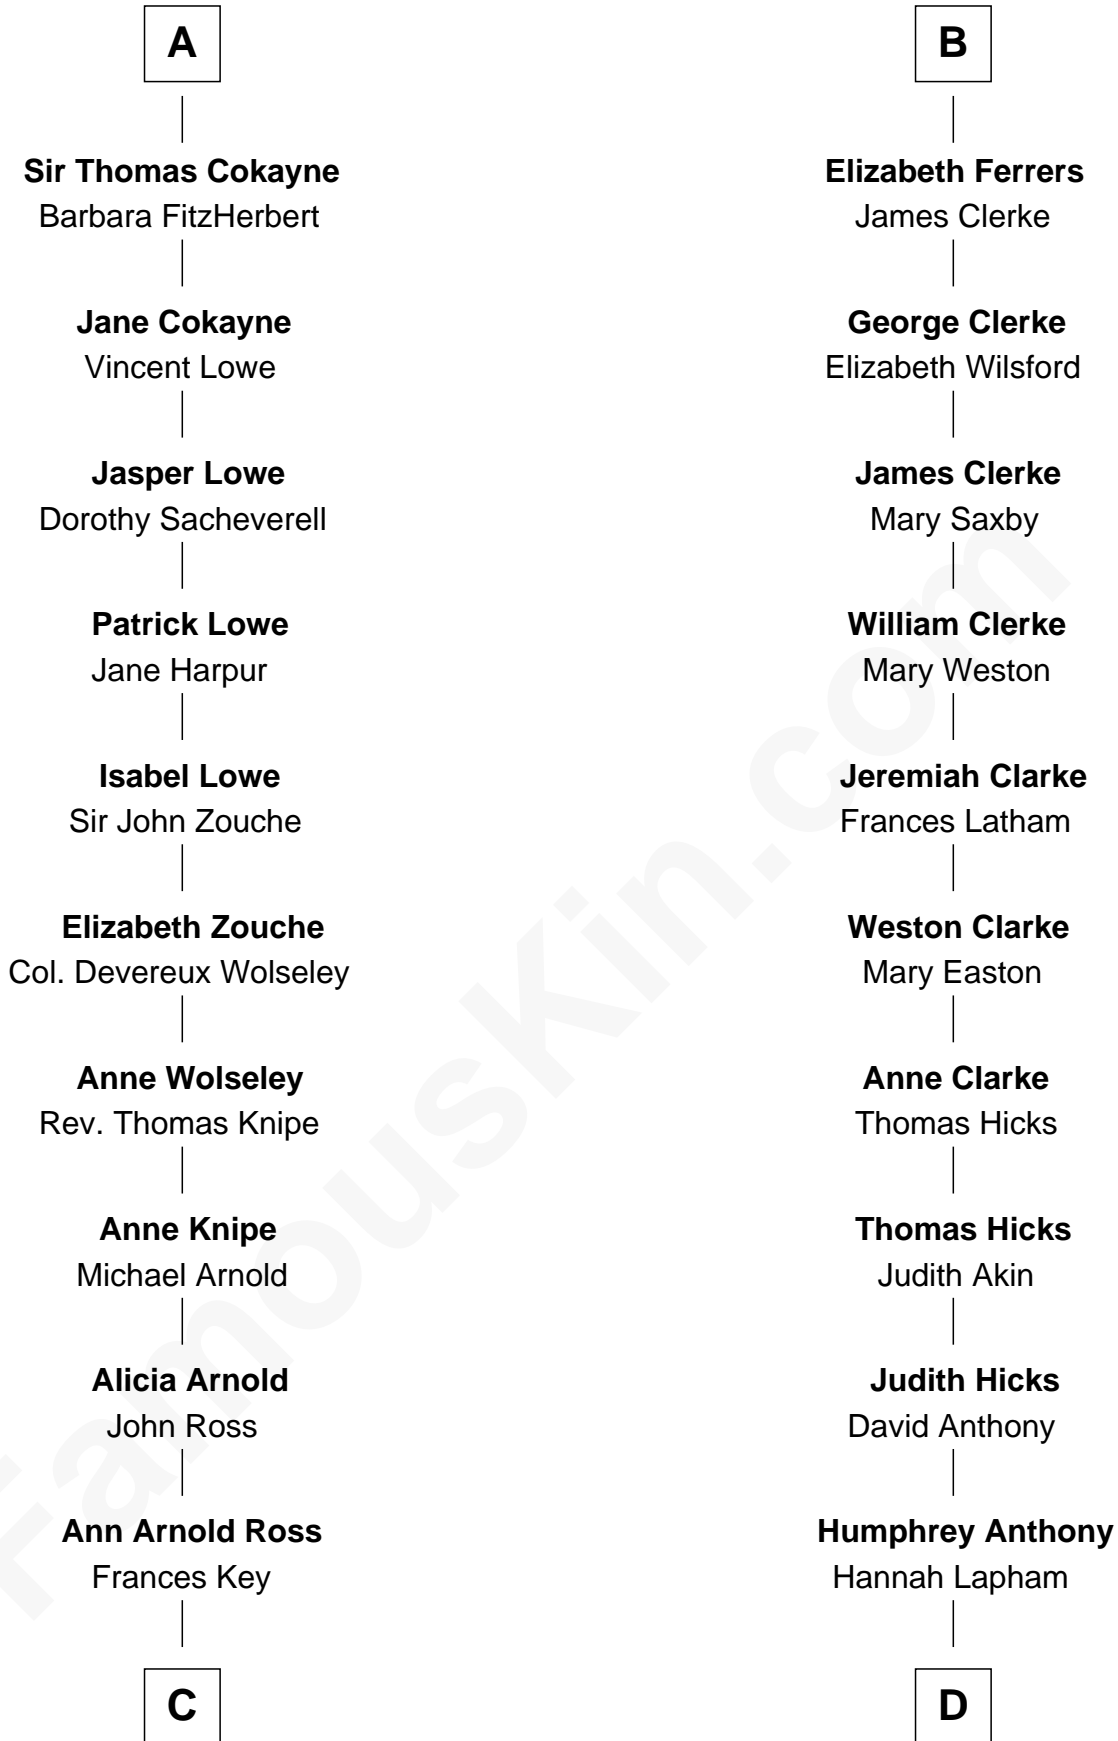 A
Sir Thomas Cokayne
Barbara FitzHerbert
Jane Cokayne
Vincent Lowe
Jasper Lowe
Dorothy Sacheverell
Patrick Lowe
Jane Harpur
Isabel Lowe
Sir John Zouche
Elizabeth Zouche
Col. Devereux Wolseley
Anne Wolseley
Rev. Thomas Knipe
Anne Knipe
Michael Arnold
Alicia Arnold
John Ross
Ann Arnold Ross
Frances Key
C
B
Elizabeth Ferrers
James Clerke
George Clerke
Elizabeth Wilsford
James Clerke
Mary Saxby
William Clerke
Mary Weston
Jeremiah Clarke
Frances Latham
Weston Clarke
Mary Easton
Anne Clarke
Thomas Hicks
Thomas Hicks
Judith Akin
Judith Hicks
David Anthony
Humphrey Anthony
Hannah Lapham
D
FamousKin.com